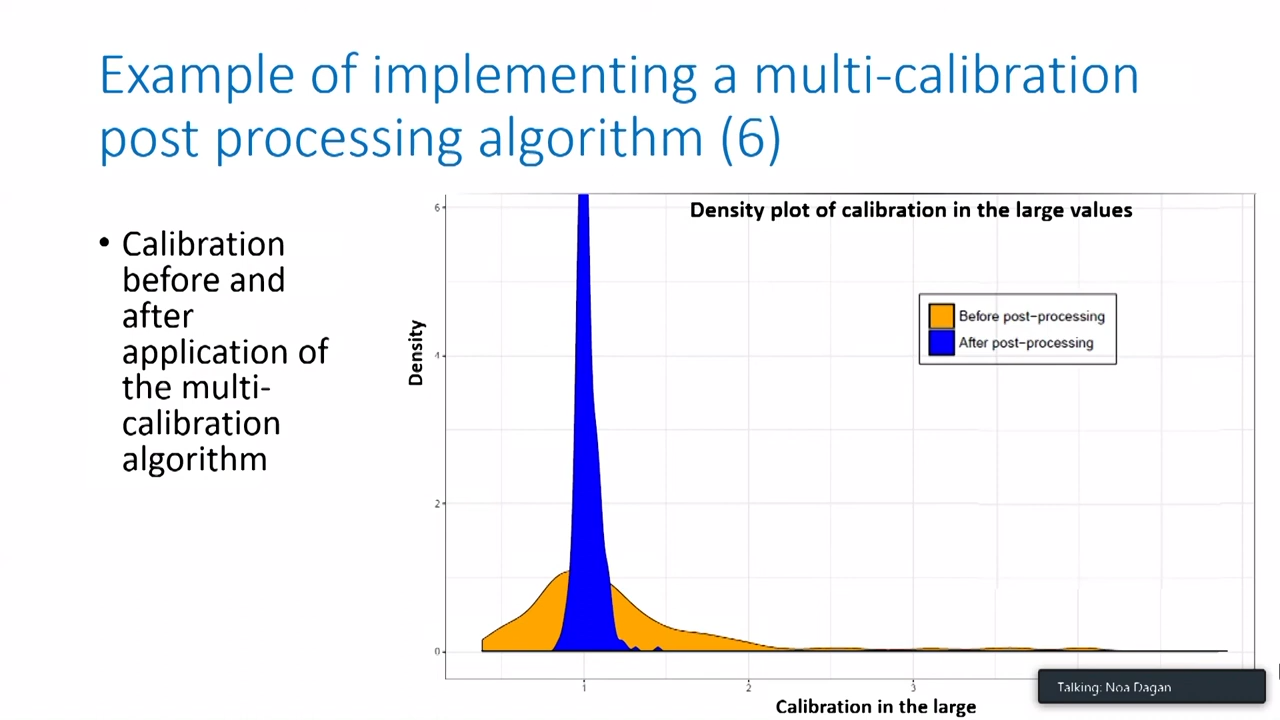 Example of implementing a multi-calibration
post processing algorithm (6)
• Calibration
before and
after
application of
the multi-
calibration
algorithm
Density plot of calibration in the large values
Before post-processing
After post-processing
Density
6
4
2
0
1
2
3
Calibration in the large
Talking: Noa Dagan